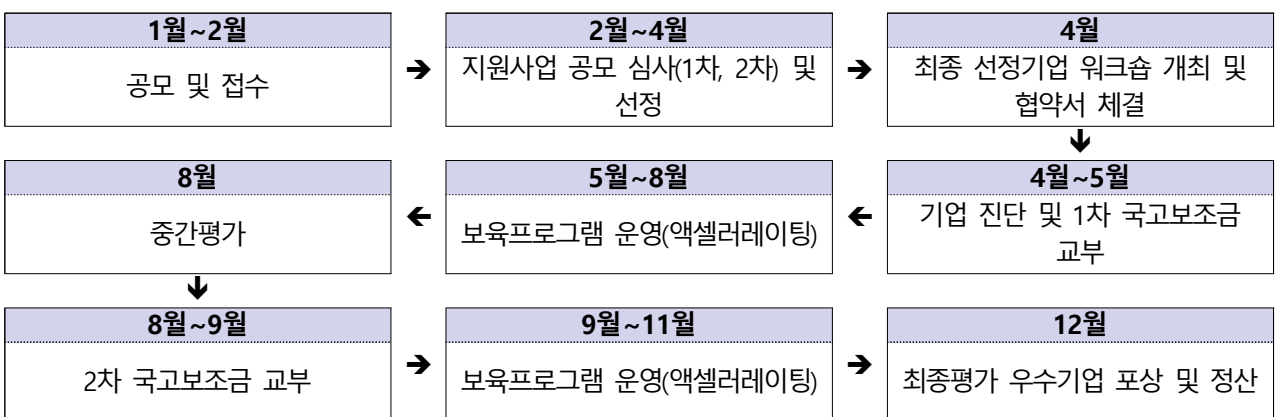 1월~2월
공모 및 접수
➔
2월~4월
지원사업 공모 심사(1차, 2차) 및
선정
➔
4월
최종 선정기업 워크숍 개최 및
협약서 체결
🡻
4월~5월
기업 진단 및 1차 국고보조금
교부
🡸
5월~8월
보육프로그램 운영(액셀러레이팅)
🡸
8월
중간평가
🡻
8월~9월
2차 국고보조금 교부
➔
9월~11월
보육프로그램 운영(액셀러레이팅)
➔
12월
최종평가 우수기업 포상 및 정산